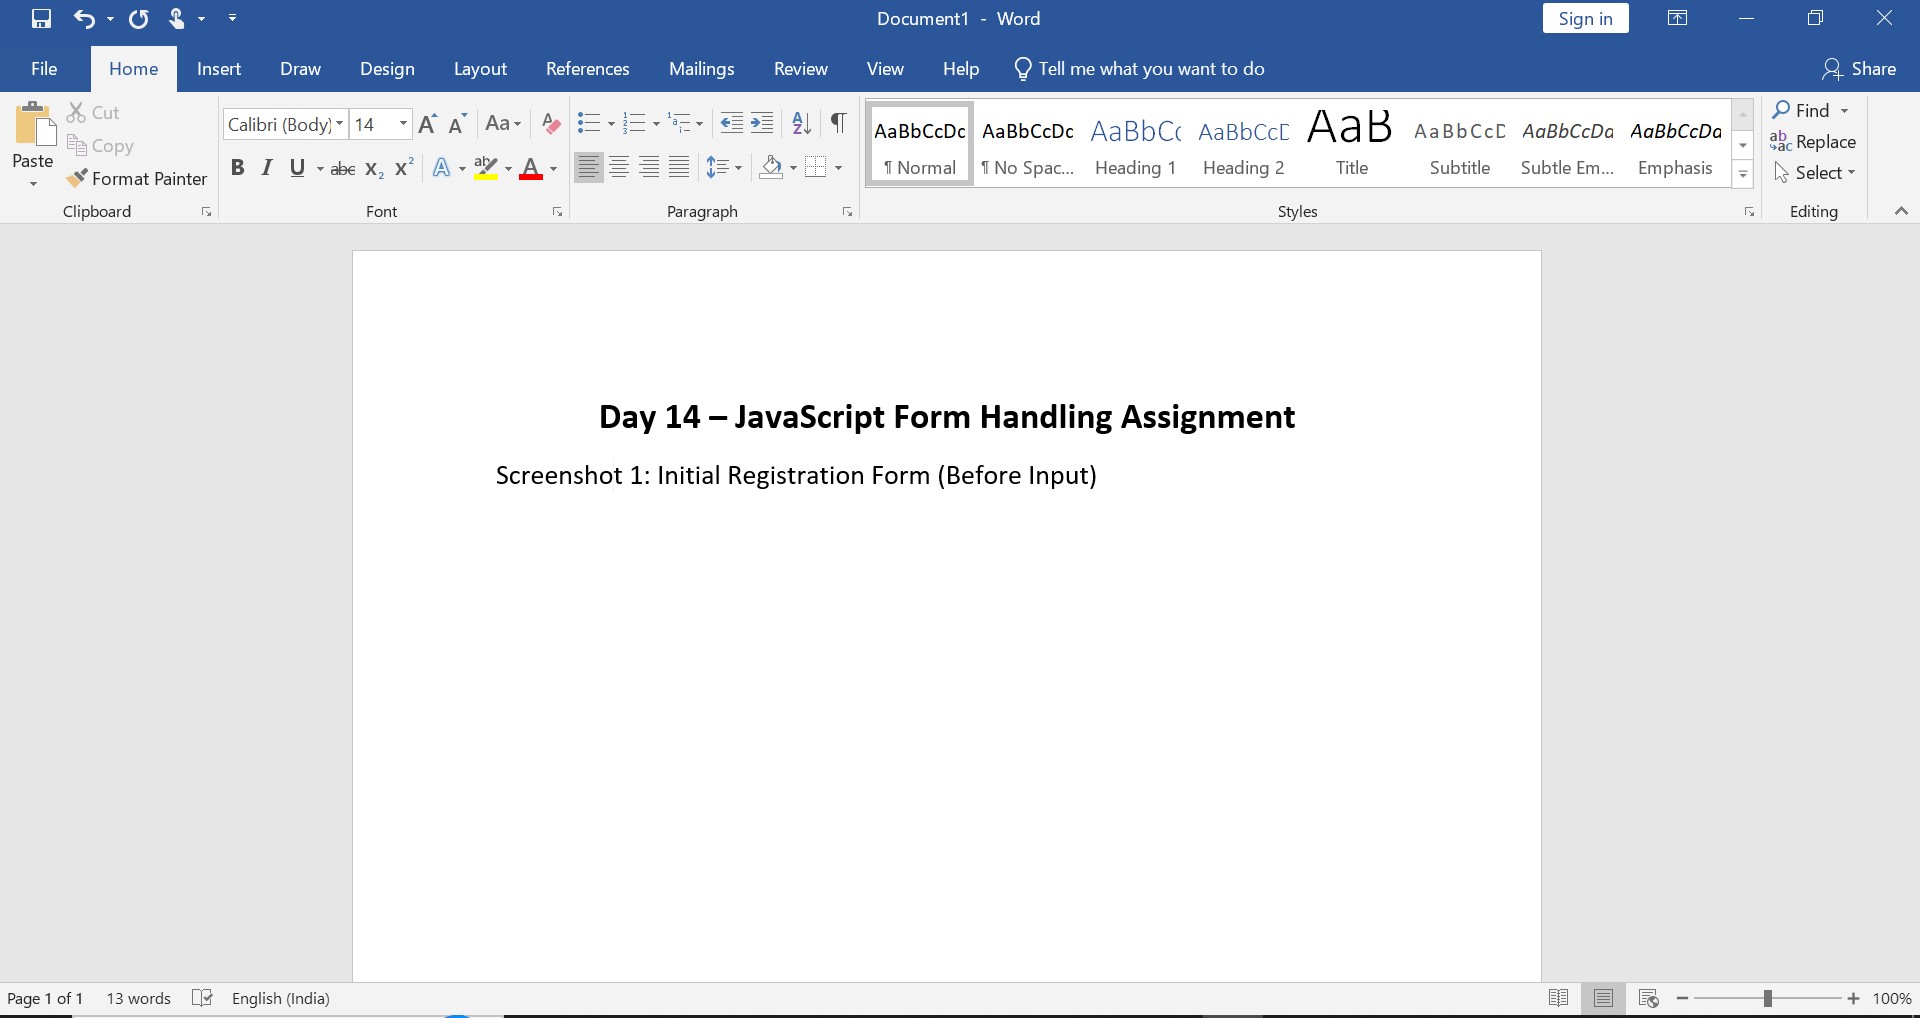 Document1 - Word
Sign in
File Home Insert Draw Design Layout References Mailings Review View Help Tell me what you want to do Share
Paste
Cut
Copy
Format Painter
Clipboard
Calibri (Body) 14
Font
Paragraph
AaBbCcDc AaBbCcDc AaBbCc AaBbCcE AaB AaBbCcD AaBbCcDa AaBbCcDa
¶ Normal ¶ No Spac... Heading 1 Heading 2 Title Subtitle Subtle Em... Emphasis
Styles
Find
Replace
Select
Editing
Day 14 – JavaScript Form Handling Assignment
Screenshot 1: Initial Registration Form (Before Input)
Page 1 of 1 13 words English (India) 100%